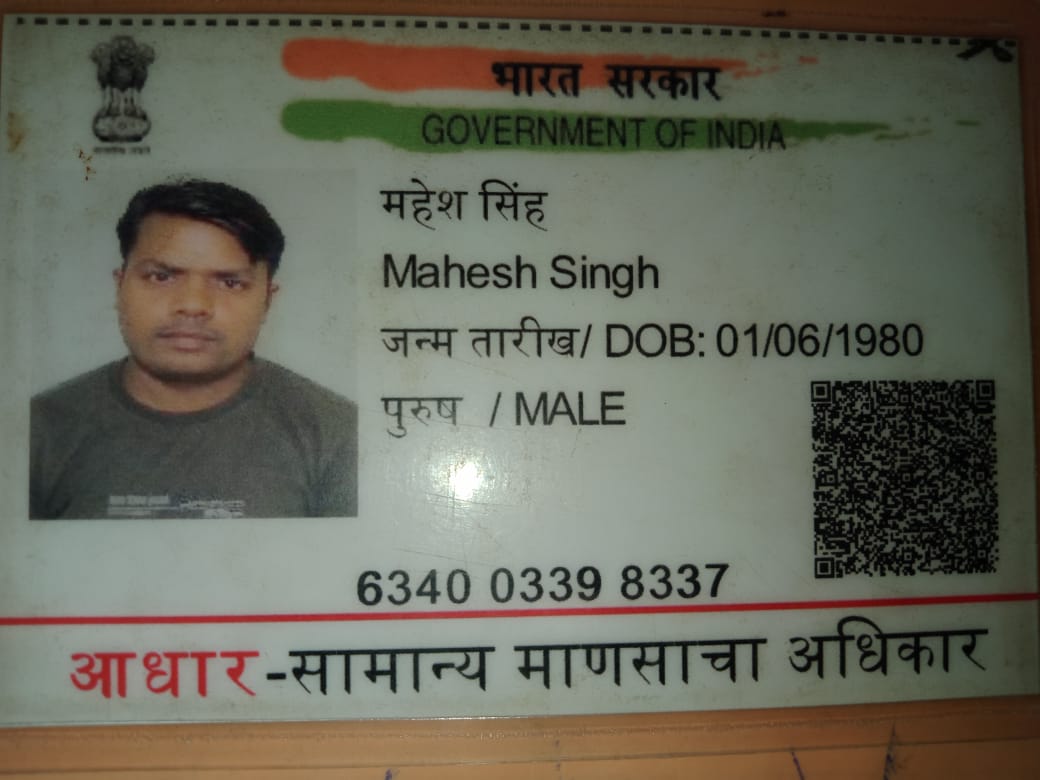 भारत सरकार
GOVERNMENT OF INDIA
महेश सिंह
Mahesh Singh
जन्म तारीख/ DOB: 01/06/1980
पुरुष / MALE
6340 0339 8337
आधार-सामान्य माणसाचा अधिकार